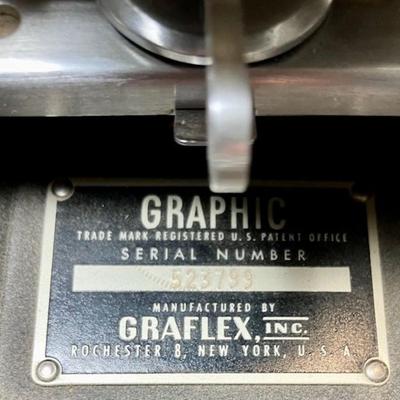 GRAPHIC
TRADE MARK REGISTERED U.S. PATENT OFFICE
SERIAL NUMBER
523799
MANUFACTURED BY
GRAFLEX, INC.
ROCHESTER 8, NEW YORK, U.S.A.